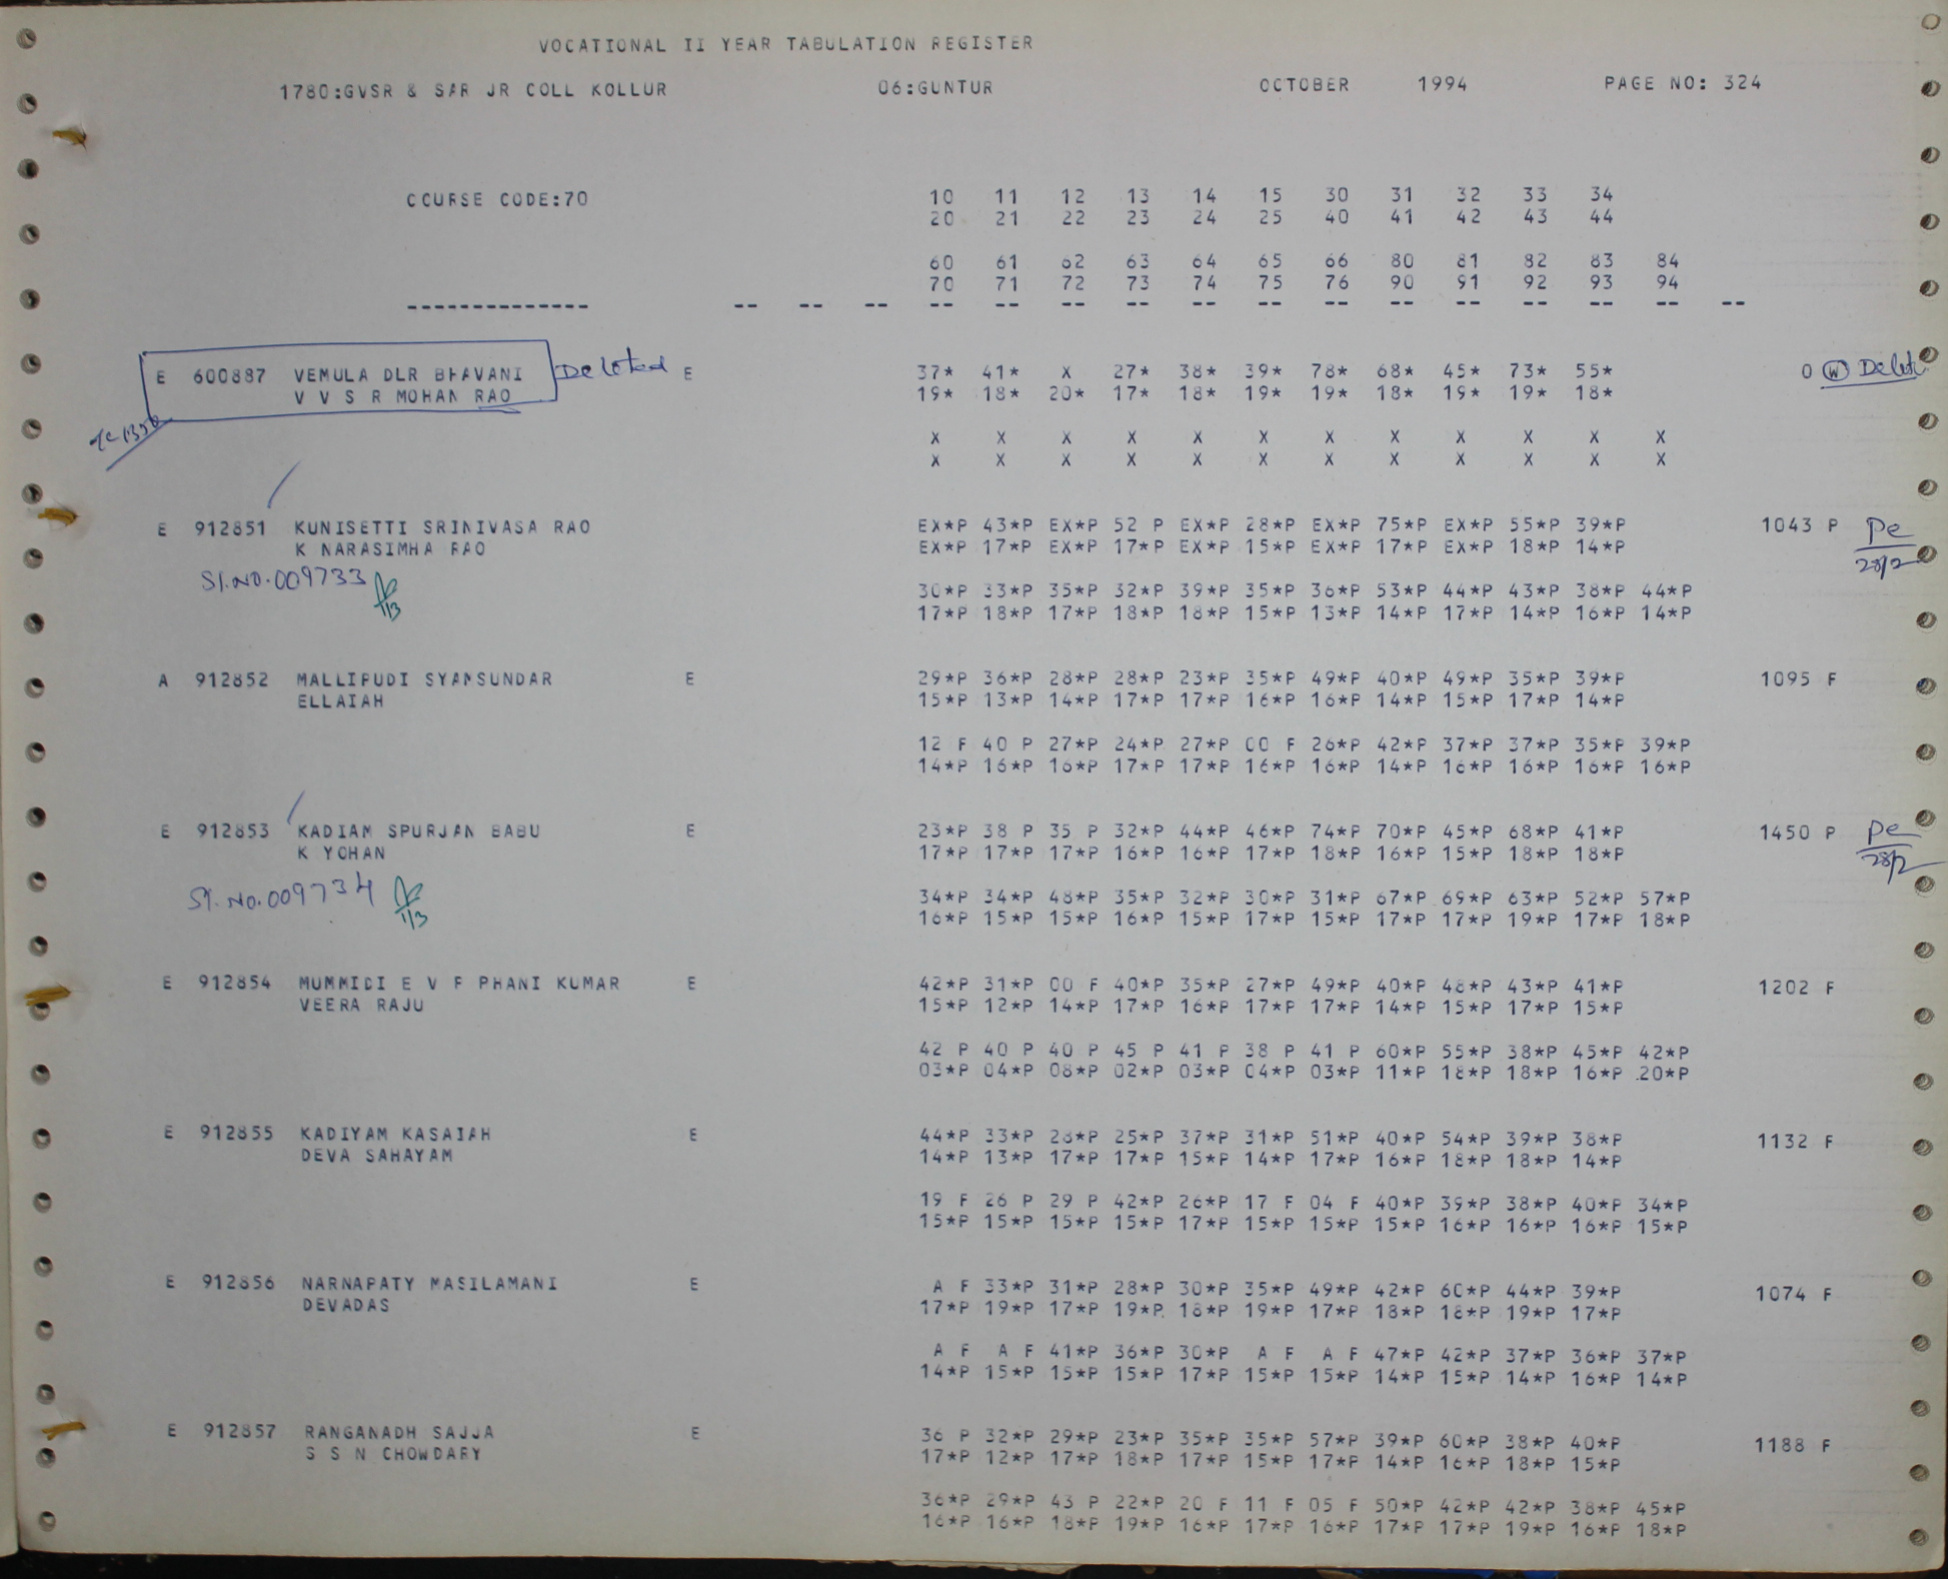 VOCATIONAL II YEAR TABULATION REGISTER
1780:GVSR & SAR JR COLL KOLLUR 06:GUNTUR OCTOBER 1994 PAGE NO: 324
COURSE CODE:70 10 11 12 13 14 15 30 31 32 33 34
20 21 22 23 24 25 40 41 42 43 44
60 61 62 63 64 65 66 80 81 82 83 84
70 71 72 73 74 75 76 90 91 92 93 94
-------------- -- -- -- -- -- -- -- -- -- -- -- -- -- -- -- --
E 600887 VEMULA DLR BHAVANI Deleted E 37* 41* X 27* 38* 39* 78* 68* 45* 73* 55* 0 (W) Delet
V V S R MOHAN RAO 19* 18* 20* 17* 18* 19* 19* 18* 19* 19* 18*
X X X X X X X X X X X X
X X X X X X X X X X X X
E 912851 KUNISETTI SRINIVASA RAO EX*P 43*P EX*P 52 P EX*P 28*P EX*P 75*P EX*P 55*P 39*P 1043 P Pe
K NARASIMHA RAO EX*P 17*P EX*P 17*P EX*P 15*P EX*P 17*P EX*P 18*P 14*P 28/2
Sl.NO.009733 1/3 30*P 33*P 35*P 32*P 39*P 35*P 36*P 53*P 44*P 43*P 38*P 44*P
17*P 18*P 17*P 18*P 18*P 15*P 13*P 14*P 17*P 14*P 16*P 14*P
A 912852 MALLIPUDI SYAMSUNDAR E 29*P 36*P 28*P 28*P 23*P 35*P 49*P 40*P 49*P 35*P 39*P 1095 F
ELLAIAH 15*P 13*P 14*P 17*P 17*P 16*P 16*P 14*P 15*P 17*P 14*P
12 F 40 P 27*P 24*P 27*P 00 F 26*P 42*P 37*P 37*P 35*P 39*P
14*P 16*P 16*P 17*P 17*P 16*P 16*P 14*P 16*P 16*P 16*P 16*P
E 912853 KADIAM SPURJAN BABU E 23*P 38 P 35 P 32*P 44*P 46*P 74*P 70*P 45*P 68*P 41*P 1450 P Pe
K YOHAN 17*P 17*P 17*P 16*P 16*P 17*P 18*P 16*P 15*P 18*P 18*P 28/2
Sl.No.009734 1/3 34*P 34*P 48*P 35*P 32*P 30*P 31*P 67*P 69*P 63*P 52*P 57*P
16*P 15*P 15*P 16*P 15*P 17*P 15*P 17*P 17*P 19*P 17*P 18*P
E 912854 MUMMIDI E V P PHANI KUMAR E 42*P 31*P 00 F 40*P 35*P 27*P 49*P 40*P 48*P 43*P 41*P 1202 F
VEERA RAJU 15*P 12*P 14*P 17*P 16*P 17*P 17*P 14*P 15*P 17*P 15*P
42 P 40 P 40 P 45 P 41 P 38 P 41 P 60*P 55*P 38*P 45*P 42*P
03*P 04*P 08*P 02*P 03*P 04*P 03*P 11*P 18*P 18*P 16*P 20*P
E 912855 KADIYAM KASAIAH E 44*P 33*P 28*P 25*P 37*P 31*P 51*P 40*P 54*P 39*P 38*P 1132 F
DEVA SAHAYAM 14*P 13*P 17*P 17*P 15*P 14*P 17*P 16*P 18*P 18*P 14*P
19 F 26 P 29 P 42*P 26*P 17 F 04 F 40*P 39*P 38*P 40*P 34*P
15*P 15*P 15*P 15*P 17*P 15*P 15*P 15*P 16*P 16*P 16*P 15*P
E 912856 NARNAPATY MASILAMANI E A F 33*P 31*P 28*P 30*P 35*P 49*P 42*P 60*P 44*P 39*P 1074 F
DEVADAS 17*P 19*P 17*P 19*P 18*P 19*P 17*P 18*P 18*P 19*P 17*P
A F A F 41*P 36*P 30*P A F A F 47*P 42*P 37*P 36*P 37*P
14*P 15*P 15*P 15*P 17*P 15*P 15*P 14*P 15*P 14*P 16*P 14*P
E 912857 RANGANADH SAJJA E 36 P 32*P 29*P 23*P 35*P 35*P 57*P 39*P 60*P 38*P 40*P 1188 F
S S N CHOWDARY 17*P 12*P 17*P 18*P 17*P 15*P 17*P 14*P 16*P 18*P 15*P
36*P 29*P 43 P 22*P 20 F 11 F 05 F 50*P 42*P 42*P 38*P 45*P
16*P 16*P 18*P 19*P 16*P 17*P 16*P 17*P 17*P 19*P 16*P 18*P